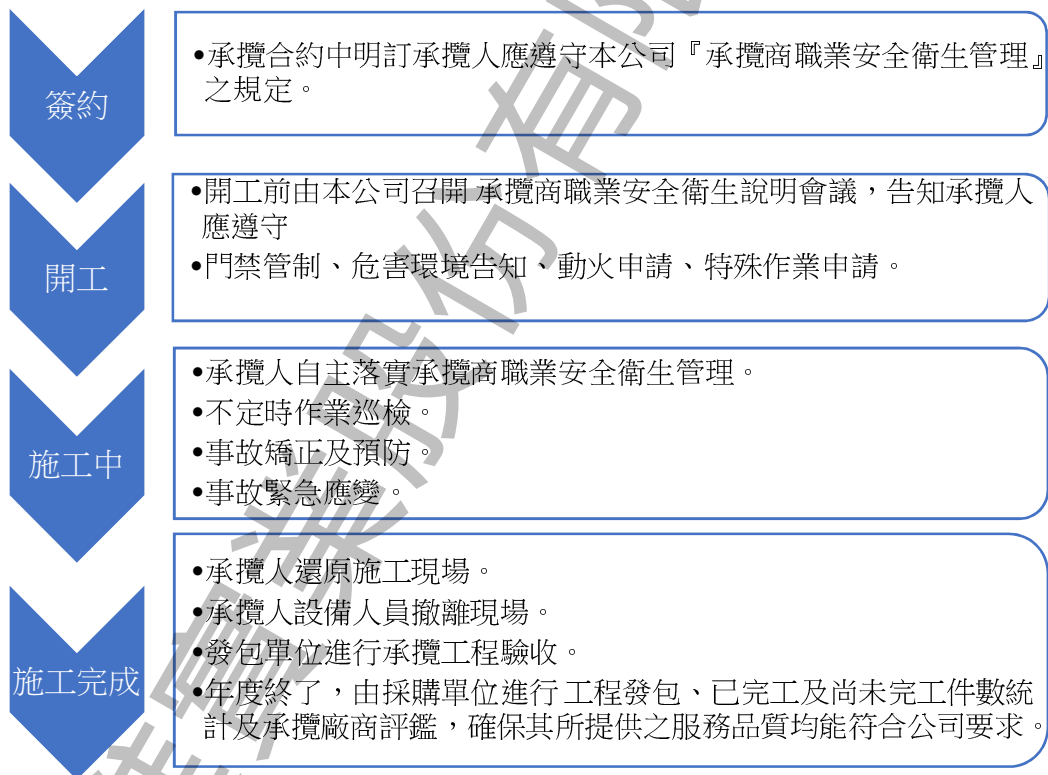 簽約
•承攬合約中明訂承攬人應遵守本公司『承攬商職業安全衛生管理』
之規定。
開工
•開工前由本公司召開 承攬商職業安全衛生說明會議，告知承攬人
應遵守
•門禁管制、危害環境告知、動火申請、特殊作業申請。
施工中
•承攬人自主落實承攬商職業安全衛生管理。
•不定時作業巡檢。
•事故矯正及預防。
•事故緊急應變。
施工完成
•承攬人還原施工現場。
•承攬人設備人員撤離現場。
•發包單位進行承攬工程驗收。
•年度終了，由採購單位進行 工程發包、已完工及尚未完工件數統
計及承攬廠商評鑑，確保其所提供之服務品質均能符合公司要求。
實業股份有限